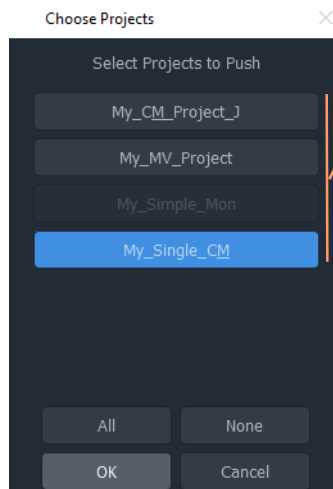 Choose Projects
Select Projects to Push
My_CM_Project_J
My_MV_Project
My_Simple_Mon
My_Single_CM
All None
OK Cancel